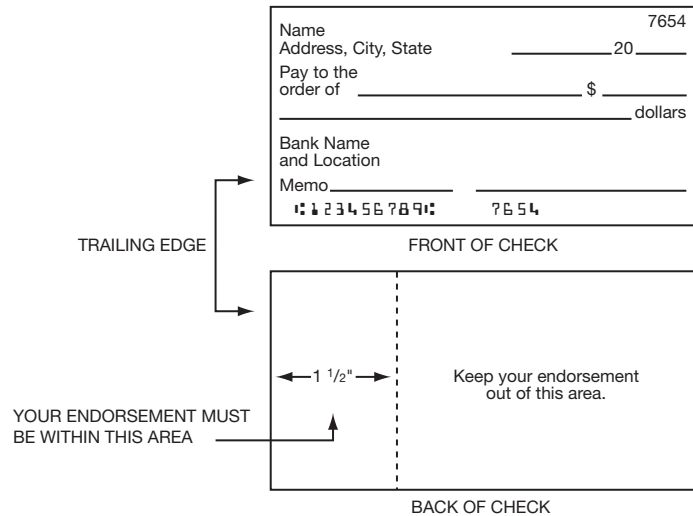 7654
Name
Address, City, State 20
Pay to the
order of $
dollars
Bank Name
and Location
Memo
⑆123456789⑆ 7654
TRAILING EDGE
FRONT OF CHECK
1 1/2"
Keep your endorsement
out of this area.
YOUR ENDORSEMENT MUST
BE WITHIN THIS AREA
BACK OF CHECK